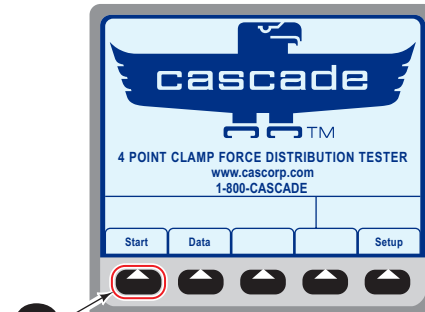 cascade
TM
4 POINT CLAMP FORCE DISTRIBUTION TESTER
www.cascorp.com
1-800-CASCADE
Start Data Setup